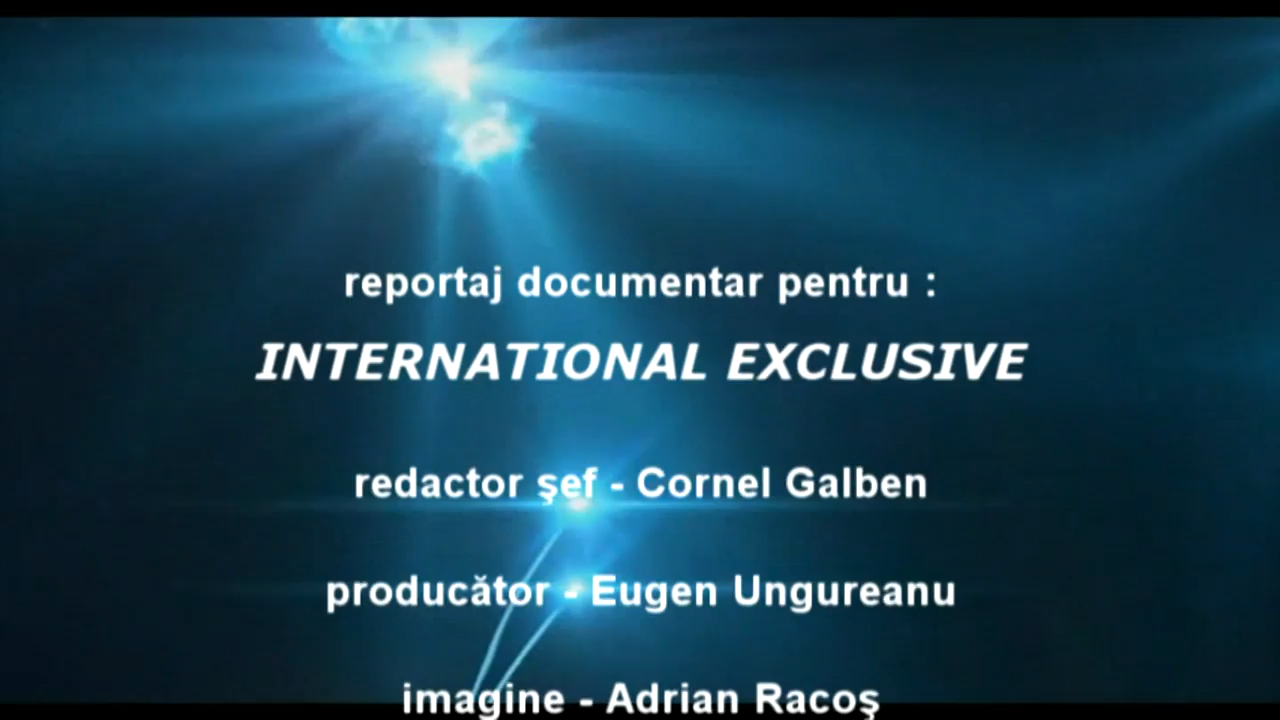 reportaj documentar pentru :
INTERNATIONAL EXCLUSIVE
redactor şef - Cornel Galben
producător - Eugen Ungureanu
imagine - Adrian Racoş